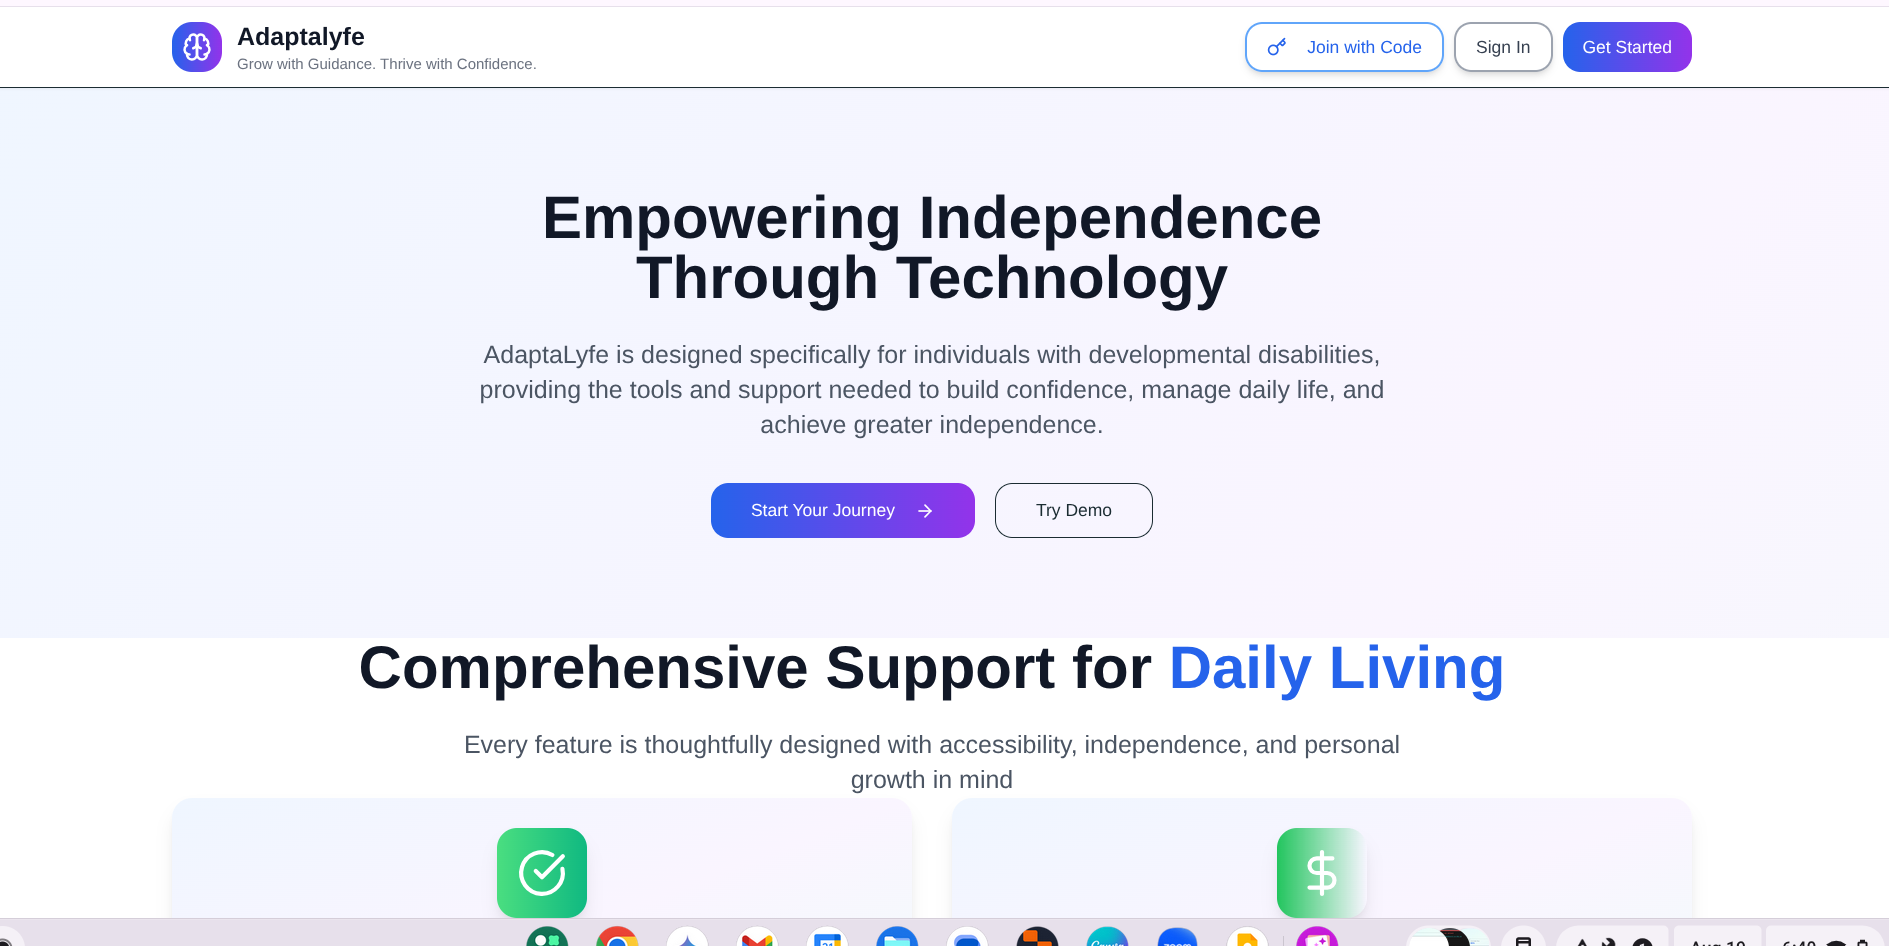 Adaptalyfe
Grow with Guidance. Thrive with Confidence.
Join with Code
Sign In
Get Started
Empowering Independence
Through Technology
AdaptaLyfe is designed specifically for individuals with developmental disabilities,
providing the tools and support needed to build confidence, manage daily life, and
achieve greater independence.
Start Your Journey
Try Demo
Comprehensive Support for Daily Living
Every feature is thoughtfully designed with accessibility, independence, and personal
growth in mind